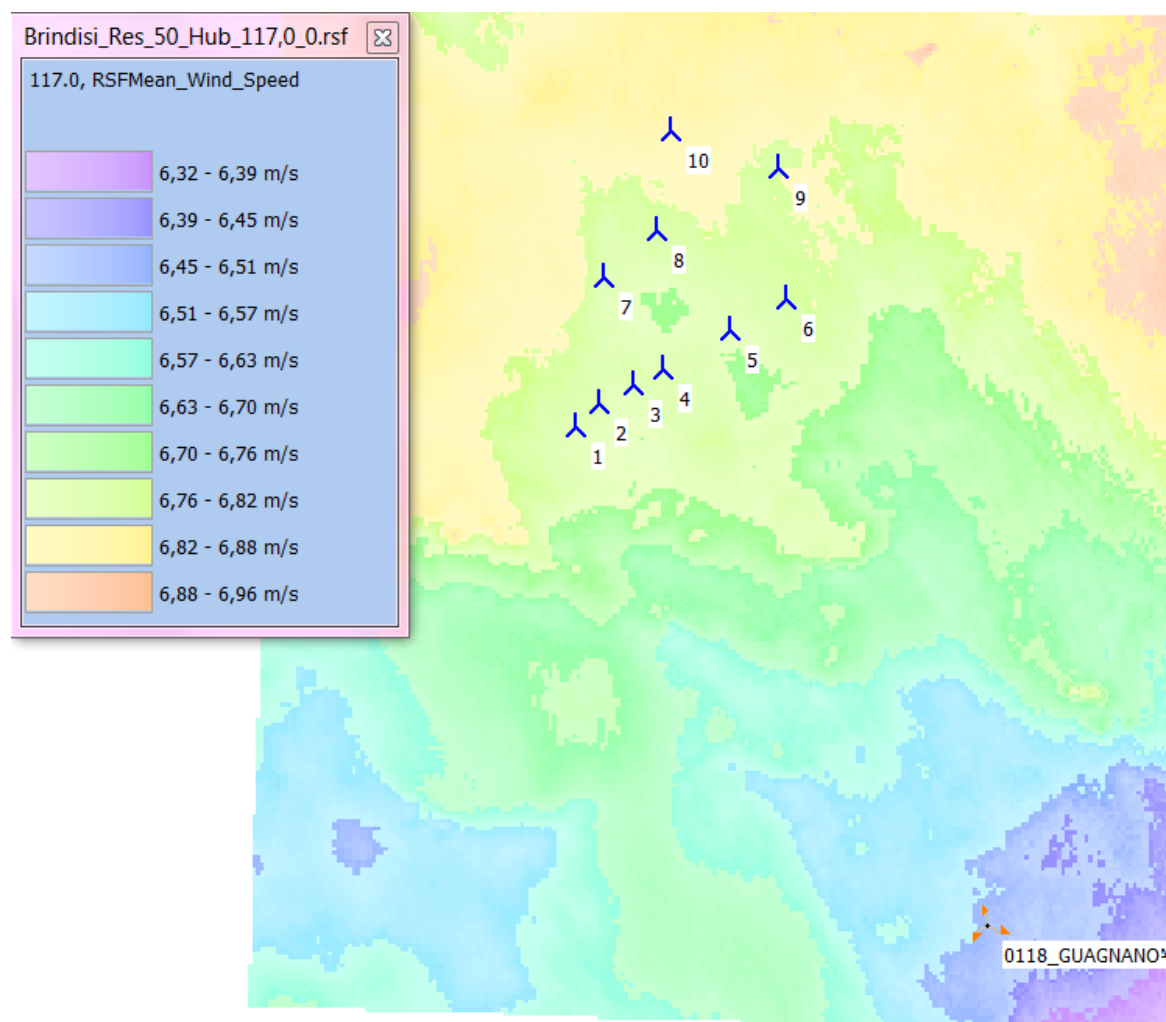 Brindisi_Res_50_Hub_117,0_0.rsf
117.0, RSFMean_Wind_Speed
6,32 - 6,39 m/s
6,39 - 6,45 m/s
6,45 - 6,51 m/s
6,51 - 6,57 m/s
6,57 - 6,63 m/s
6,63 - 6,70 m/s
6,70 - 6,76 m/s
6,76 - 6,82 m/s
6,82 - 6,88 m/s
6,88 - 6,96 m/s
10
9
8
7
6
5
4
3
2
1
0118_GUAGNANO